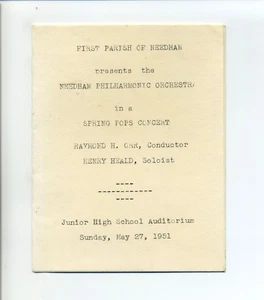 FIRST PARISH OF NEEDHAM
presents the
NEEDHAM PHILHARMONIC ORCHESTRA
in a
SPRING POPS CONCERT
RAYMOND H. ORR, Conductor
HENRY HEALD, Soloist
----
------------
----
Junior High School Auditorium
Sunday, May 27, 1951